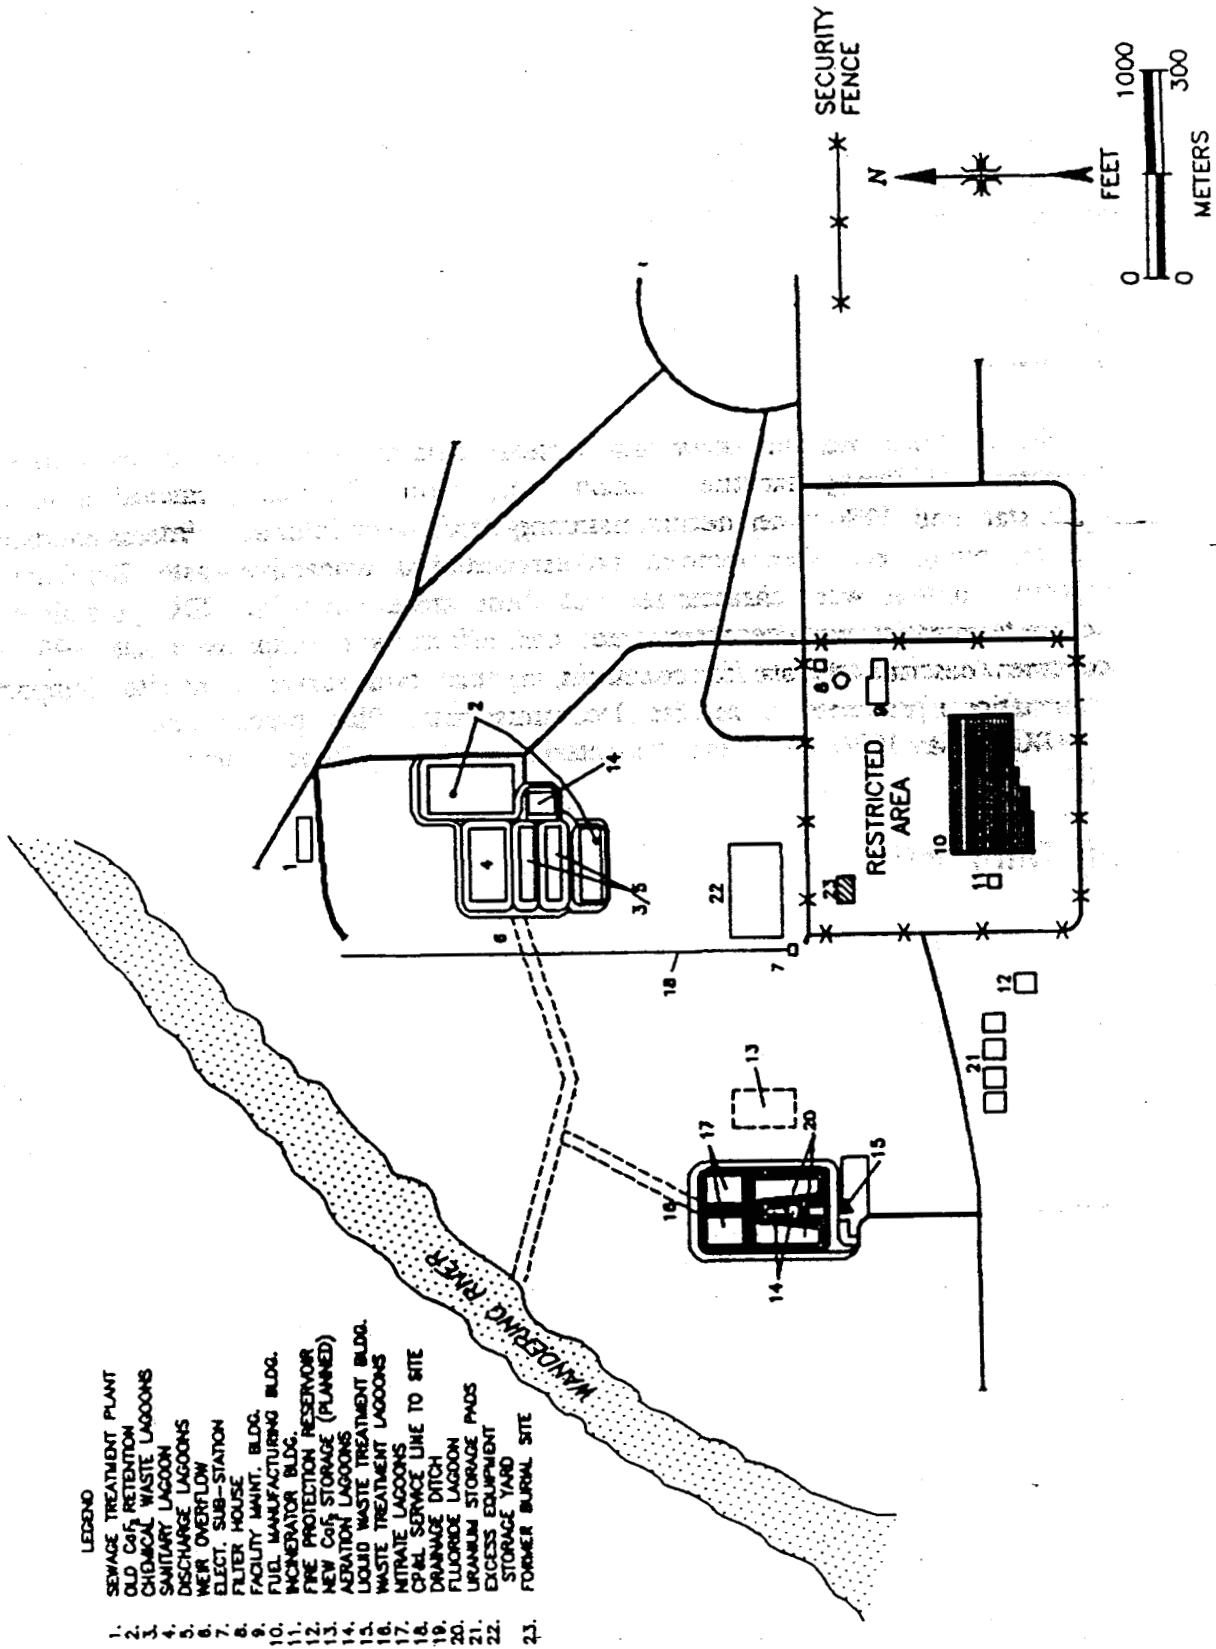 LEGEND
1. SEWAGE TREATMENT PLANT
2. OLD CaF₂ RETENTION
3. CHEMICAL WASTE LAGOONS
4. SANITARY LAGOON
5. DISCHARGE LAGOONS
6. WEIR OVERFLOW
7. ELECT. SUB-STATION
8. FILTER HOUSE
9. FACILITY MAINT. BLDG.
10. FUEL MANUFACTURING BLDG.
11. INCINERATOR BLDG.
12. FIRE PROTECTION RESERVOIR
13. NEW CaF₂ STORAGE (PLANNED)
14. AERATION LAGOONS
15. LIQUID WASTE TREATMENT BLDG.
16. WASTE TREATMENT LAGOONS
17. NITRATE LAGOONS
18. CP&L SERVICE LINE TO SITE
19. DRAINAGE DITCH
20. FLUORIDE LAGOON
21. URANIUM STORAGE PADS
22. EXCESS EQUIPMENT
STORAGE YARD
23. FORMER BURIAL SITE
WANDERING RIVER
1
2
4
14
3/5
6
18
22
7
8
9
RESTRICTED
AREA
23
10
11
12
21
13
17
20
16
14
15
SECURITY
FENCE
N
FEET
0
1000
0
300
METERS